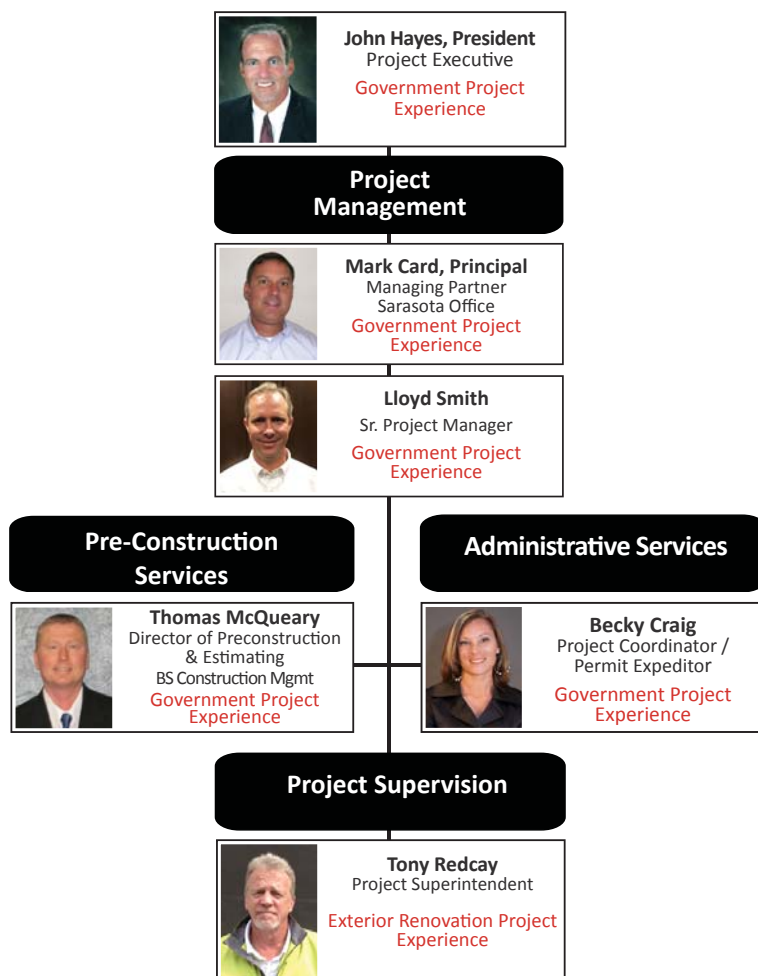 John Hayes, President
Project Executive
Government Project
Experience
Project
Management
Mark Card, Principal
Managing Partner
Sarasota Office
Government Project
Experience
Lloyd Smith
Sr. Project Manager
Government Project
Experience
Pre-Construction
Services
Thomas McQueary
Director of Preconstruction
& Estimating
BS Construction Mgmt
Government Project
Experience
Administrative Services
Becky Craig
Project Coordinator /
Permit Expeditor
Government Project
Experience
Project Supervision
Tony Redcay
Project Superintendent
Exterior Renovation Project
Experience